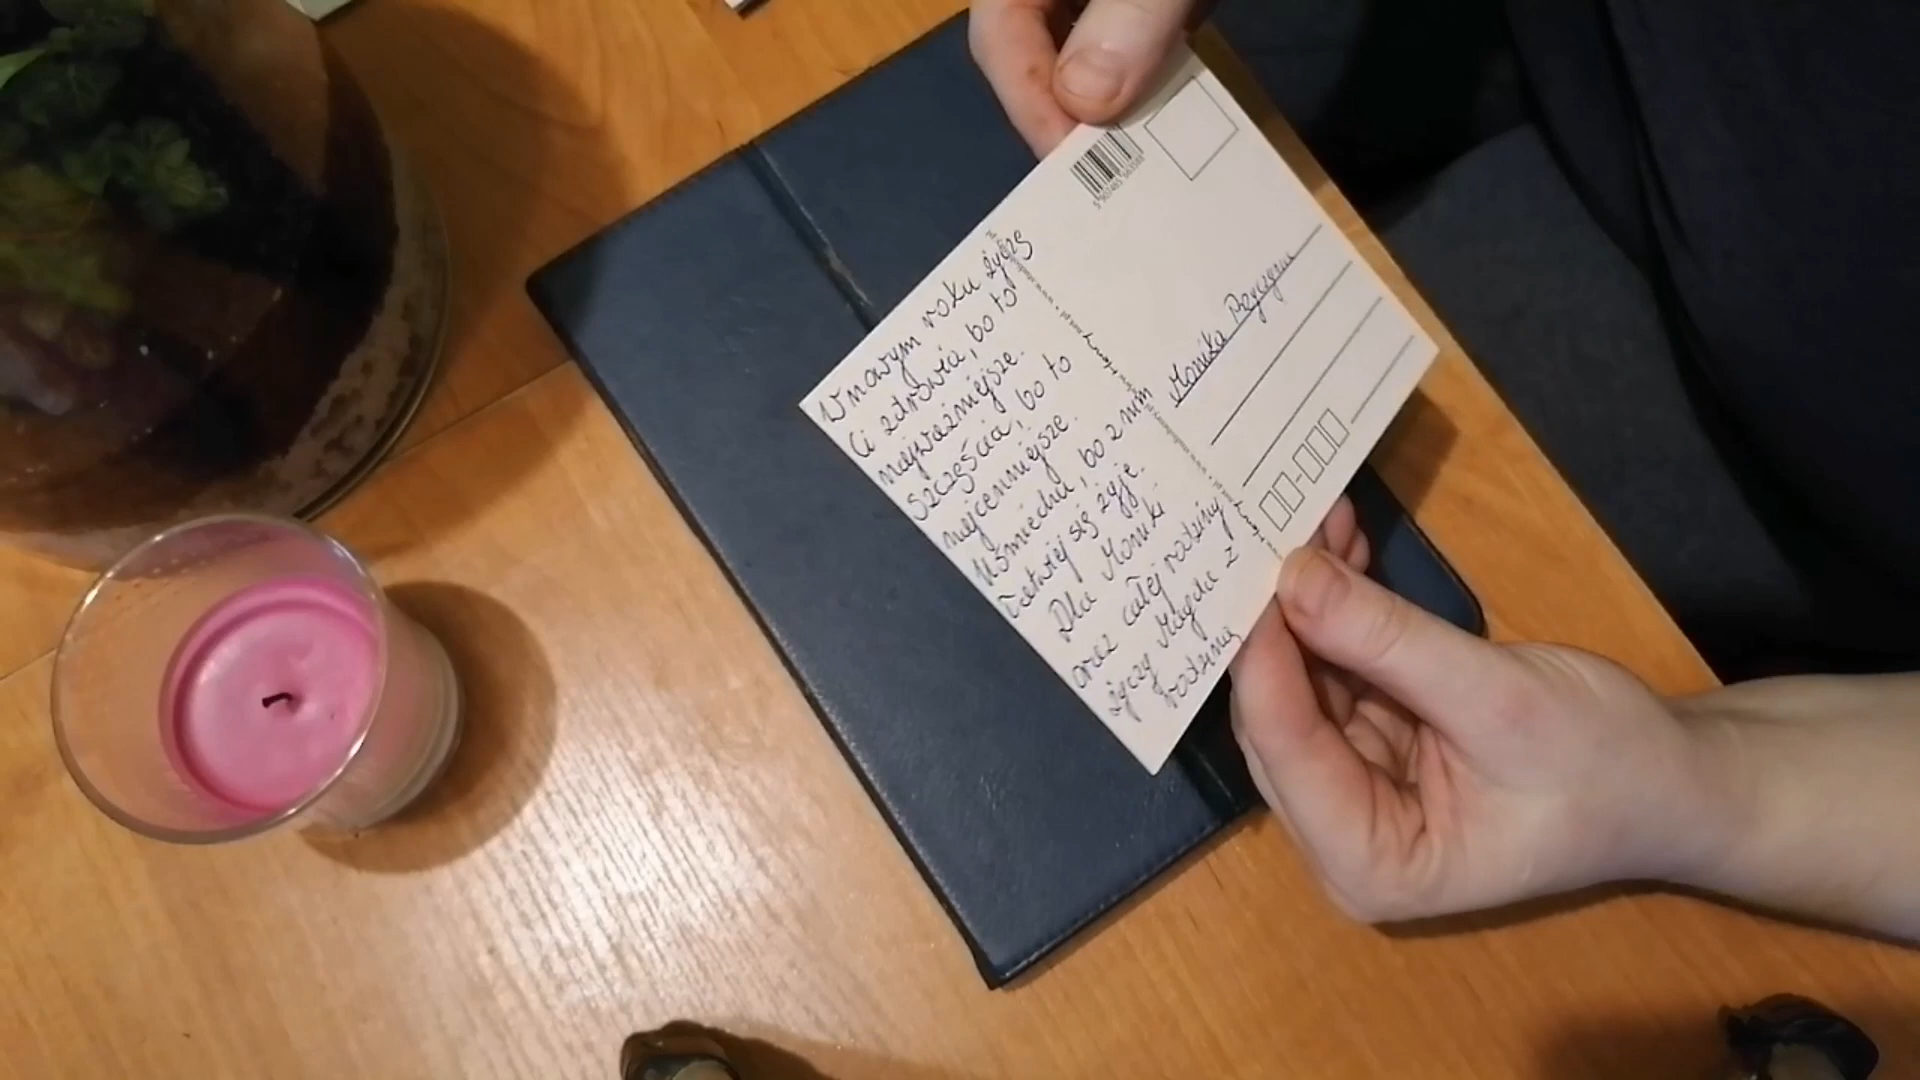 W nowym roku życzę
Ci zdrowia, bo to
najważniejsze.
Szczęścia, bo to
najcenniejsze.
Uśmiechu, bo z nim
łatwiej się żyje.
Dla Moniki
oraz całej rodziny
życzy Magda z
rodziną
Monika